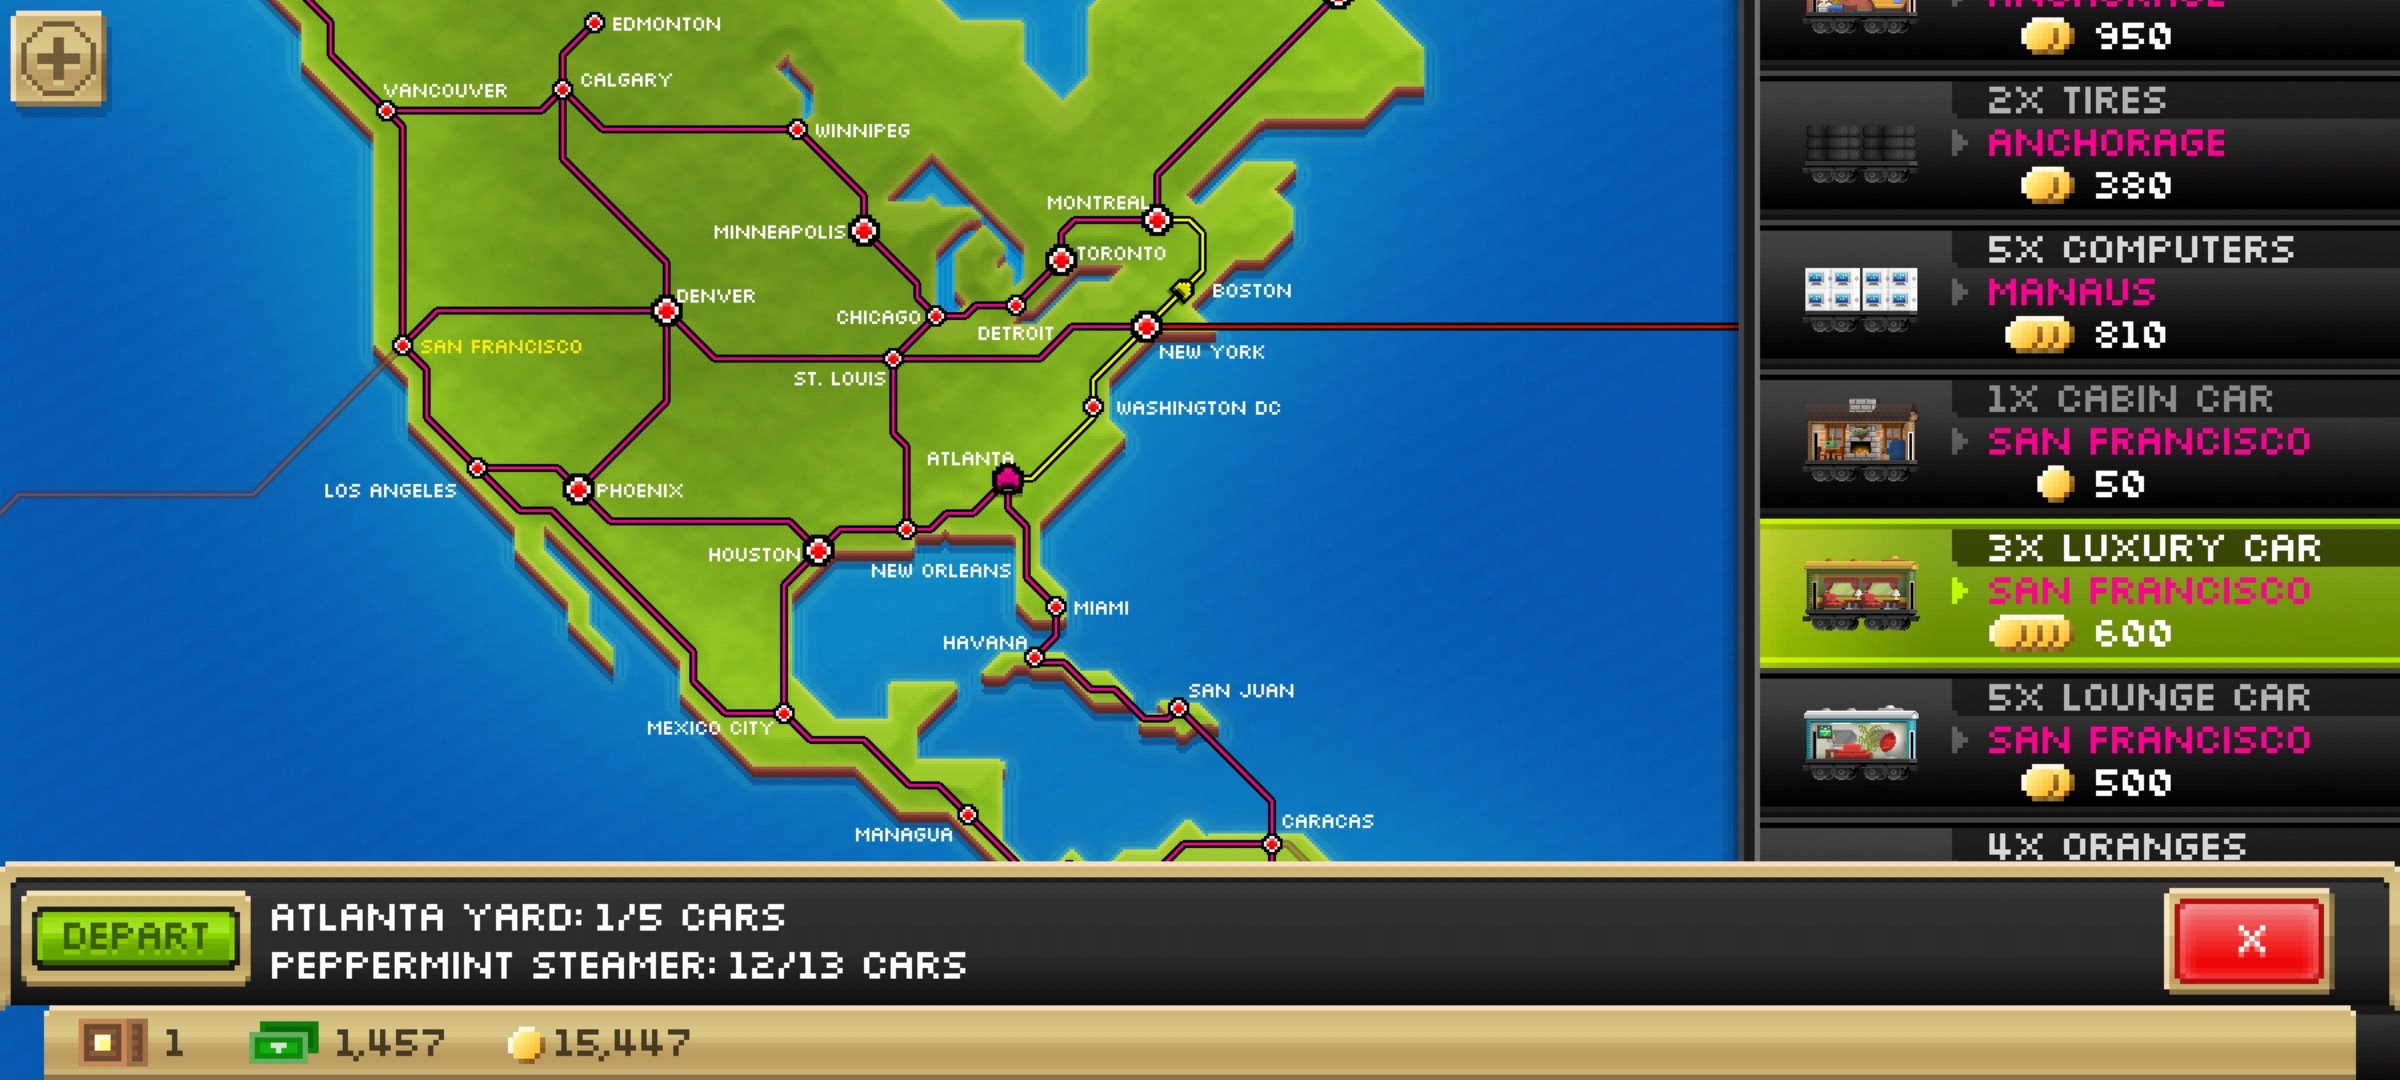 EDMONTON
CALGARY
VANCOUVER
WINNIPEG
MONTREAL
MINNEAPOLIS
TORONTO
DENVER
BOSTON
CHICAGO
DETROIT
SAN FRANCISCO
NEW YORK
ST. LOUIS
WASHINGTON DC
ATLANTA
LOS ANGELES
PHOENIX
HOUSTON
NEW ORLEANS
MIAMI
HAVANA
SAN JUAN
MEXICO CITY
CARACAS
MANAGUA
ANCHORAGE
950
2X TIRES
ANCHORAGE
380
5X COMPUTERS
MANAUS
810
1X CABIN CAR
SAN FRANCISCO
50
3X LUXURY CAR
SAN FRANCISCO
600
5X LOUNGE CAR
SAN FRANCISCO
500
4X ORANGES
DEPART
ATLANTA YARD: 1/5 CARS
PEPPERMINT STEAMER: 12/13 CARS
X
1
1,457
15,447